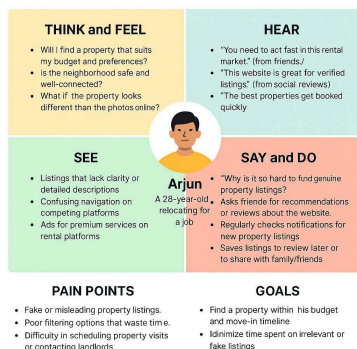 THINK and FEEL
• Will I find a property that suits
my budget and preferences?
• is the neighborhood safe and
well-connected?
• What if the property looks
different than the photos online?
HEAR
• "You need to act fast in this rental
market." (from friends./
• "This website is great for verified
listings." (from social reviews)
• "The best properties get booked
quickly
SEE
• Listings that lack clarity or
detailed descriptions
• Confusing navigation on
competing platforms
• Ads for premium services on
rental platforms
Arjun
A 28-year-old
relocating for
a job
SAY and DO
• "Why is it so hard to fund genuine
property listings?
• Asks friende for recommendations
or reviews about the website.
• Regularly checks notifications for
new property listings
• Saves listings to review later or
to share with family/friends
PAIN POINTS
• Fake or misleading property listings.
• Poor filtering options that waste tim e.
• Difficulty in scheduling property visits
or contacting landlords
GOALS
• Find a property within his budget
and move-in timeline
• Idinimize time spent on irrelevant or
fake listings